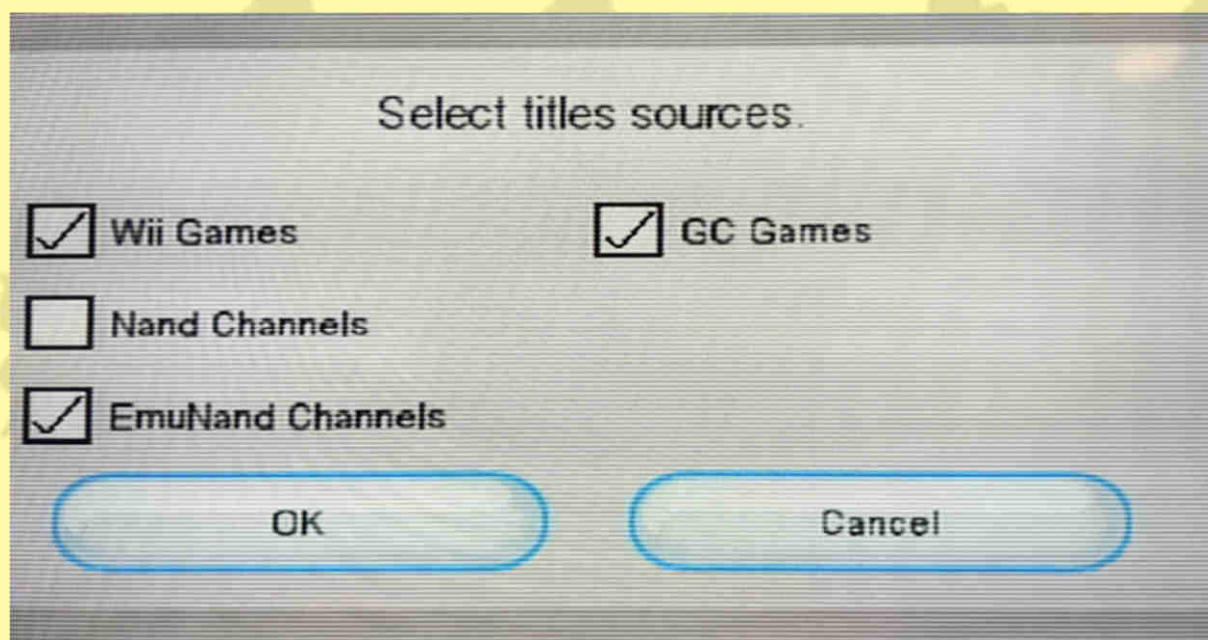 Select titles sources.
Wii Games
GC Games
Nand Channels
EmuNand Channels
OK
Cancel